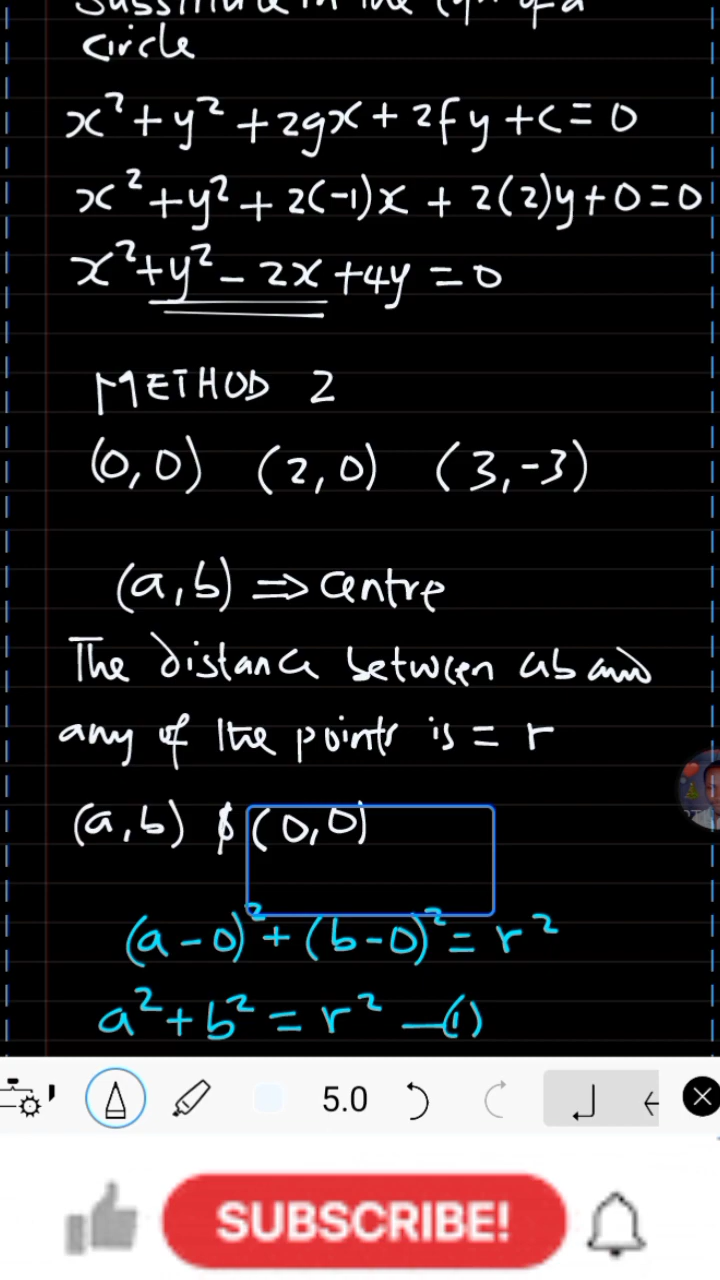 circle
x² + y² + 2gx + 2fy + c = 0
x² + y² + 2(-1)x + 2(2)y + 0 = 0
x² + y² - 2x + 4y = 0
METHOD 2
(0,0) (2,0) (3,-3)
(a,b) ⇒ centre
The distance between ab and
any of the points is = r
(a,b) & (0,0)
(a-0)² + (b-0)² = r²
a² + b² = r² —(1)
5.0
SUBSCRIBE!